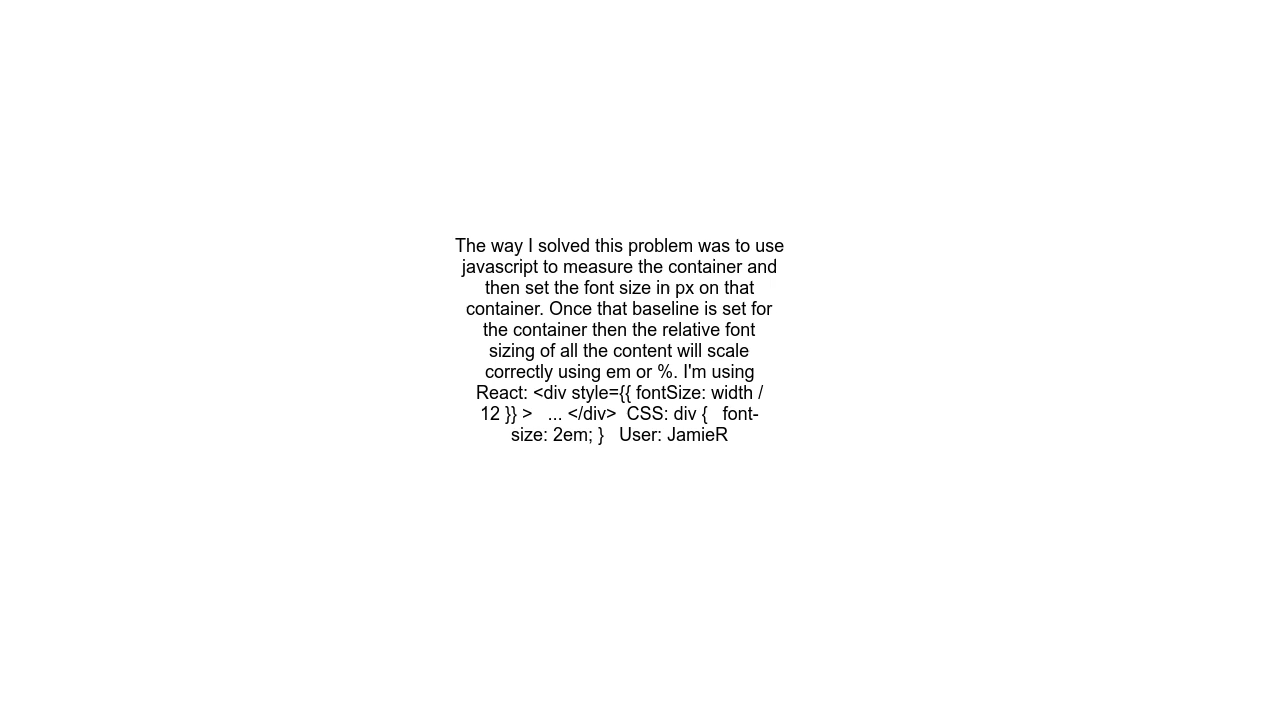 The way I solved this problem was to use
javascript to measure the container and
then set the font size in px on that
container. Once that baseline is set for
the container then the relative font
sizing of all the content will scale
correctly using em or %. I'm using
React: <div style={{ fontSize: width /
12 }} >   ... </div>  CSS: div {   font-
size: 2em; }   User: JamieR